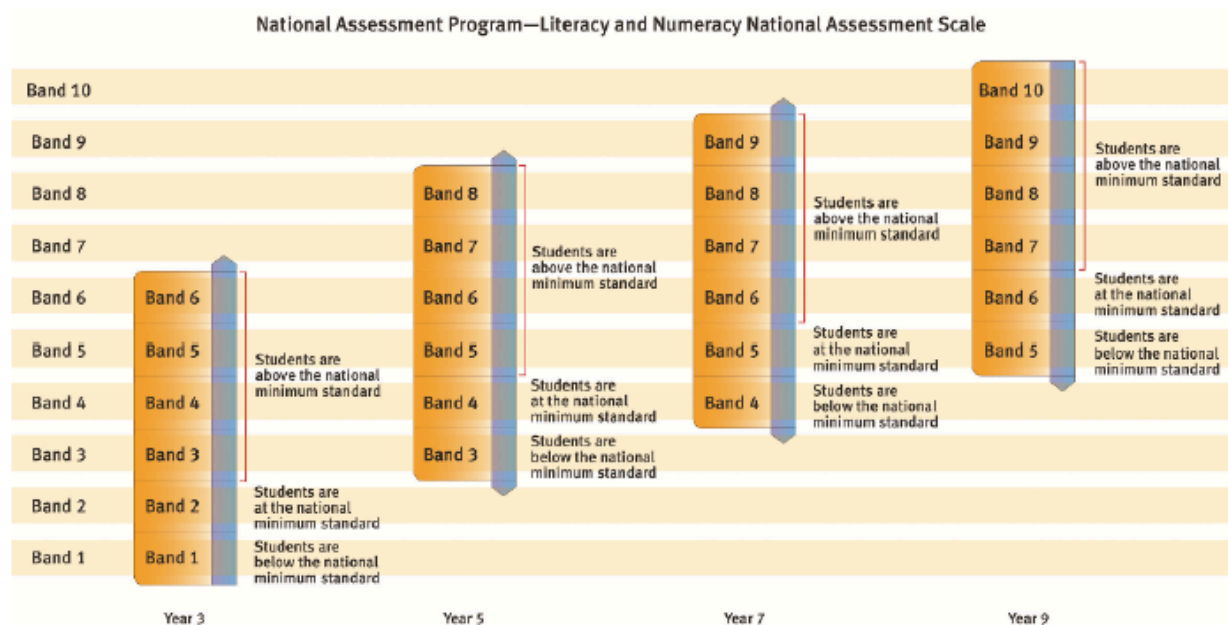 National Assessment Program—Literacy and Numeracy National Assessment Scale
Band 10
Band 9
Band 8
Band 7
Band 6
Band 5
Band 4
Band 3
Band 2
Band 1
Band 6
Band 5
Band 4
Band 3
Band 2
Band 1
Students are
above the national
minimum standard
Students are
at the national
minimum standard
Students are
below the national
minimum standard
Year 3
Band 8
Band 7
Band 6
Band 5
Band 4
Band 3
Students are
above the national
minimum standard
Students are
at the national
minimum standard
Students are
below the national
minimum standard
Year 5
Band 9
Band 8
Band 7
Band 6
Band 5
Band 4
Students are
above the national
minimum standard
Students are
at the national
minimum standard
Students are
below the national
minimum standard
Year 7
Band 10
Band 9
Band 8
Band 7
Band 6
Band 5
Students are
above the national
minimum standard
Students are
at the national
minimum standard
Students are
below the national
minimum standard
Year 9